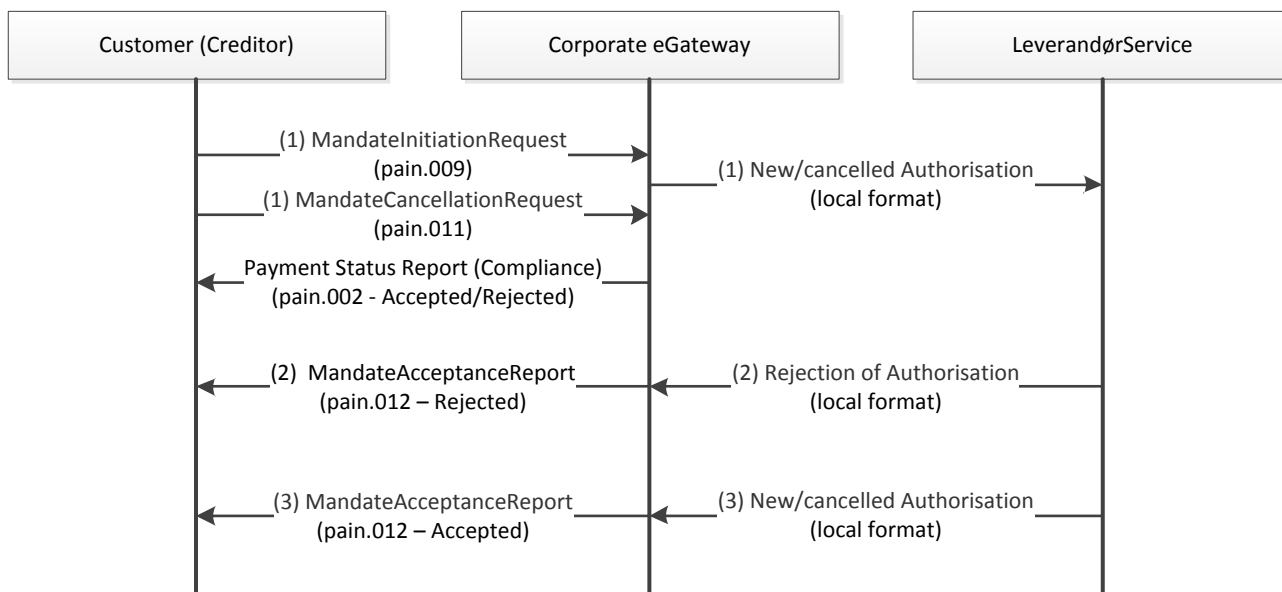 Customer (Creditor)
Corporate eGateway
LeverandørService
(1) MandateInitiationRequest
(pain.009)
(1) New/cancelled Authorisation
(local format)
(1) MandateCancellationRequest
(pain.011)
Payment Status Report (Compliance)
(pain.002 - Accepted/Rejected)
(2) MandateAcceptanceReport
(pain.012 – Rejected)
(2) Rejection of Authorisation
(local format)
(3) MandateAcceptanceReport
(pain.012 – Accepted)
(3) New/cancelled Authorisation
(local format)